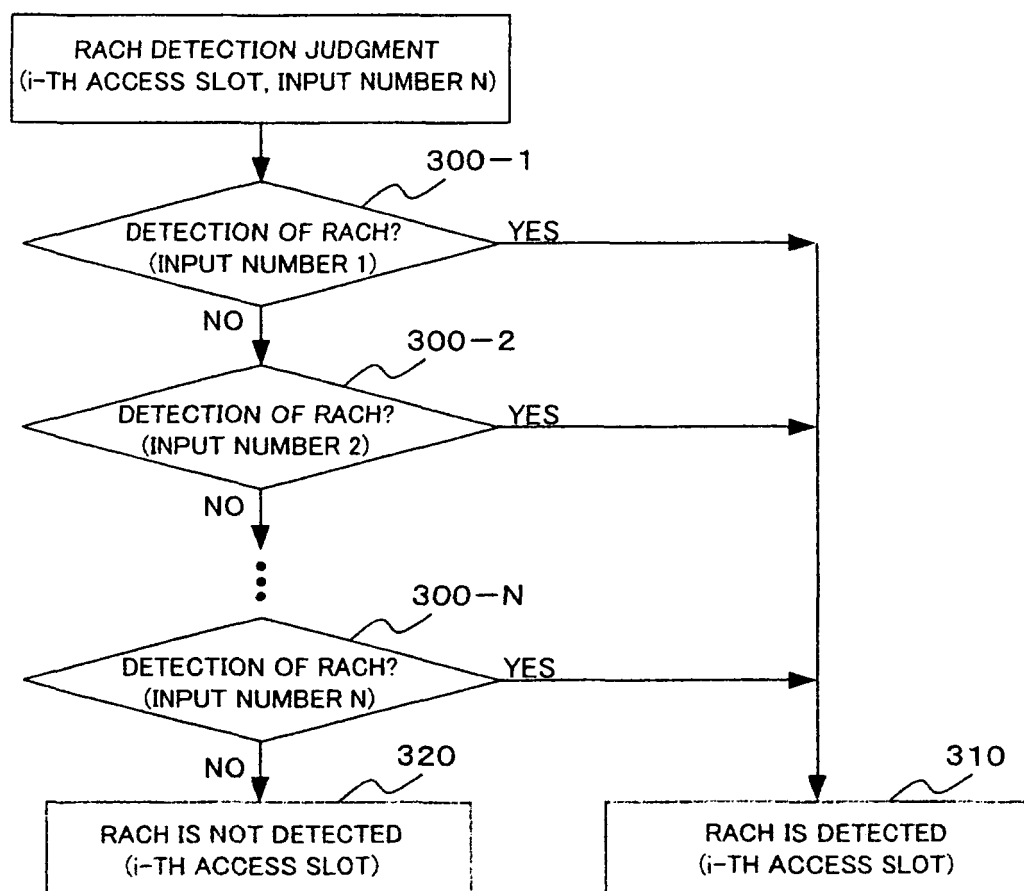 RACH DETECTION JUDGMENT
(i-TH ACCESS SLOT, INPUT NUMBER N)
300-1
DETECTION OF RACH?
(INPUT NUMBER 1)
YES
NO
300-2
DETECTION OF RACH?
(INPUT NUMBER 2)
YES
NO
300-N
DETECTION OF RACH?
(INPUT NUMBER N)
YES
NO
320
RACH IS NOT DETECTED
(i-TH ACCESS SLOT)
310
RACH IS DETECTED
(i-TH ACCESS SLOT)